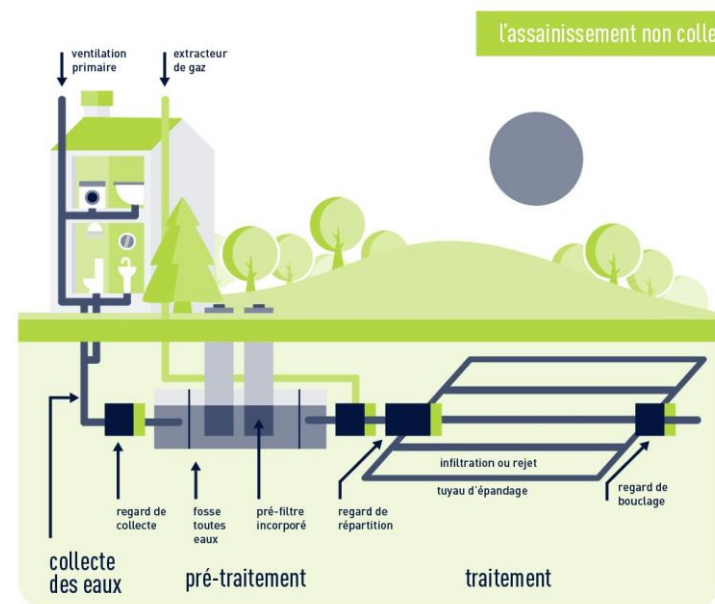 l'assainissement non colle
ventilation
primaire
extracteur
de gaz
infiltration ou rejet
tuyau d'épandage
regard de
collecte
fosse
toutes
eaux
pré-filtre
incorporé
regard de
répartition
regard de
bouclage
collecte
des eaux
pré-traitement
traitement